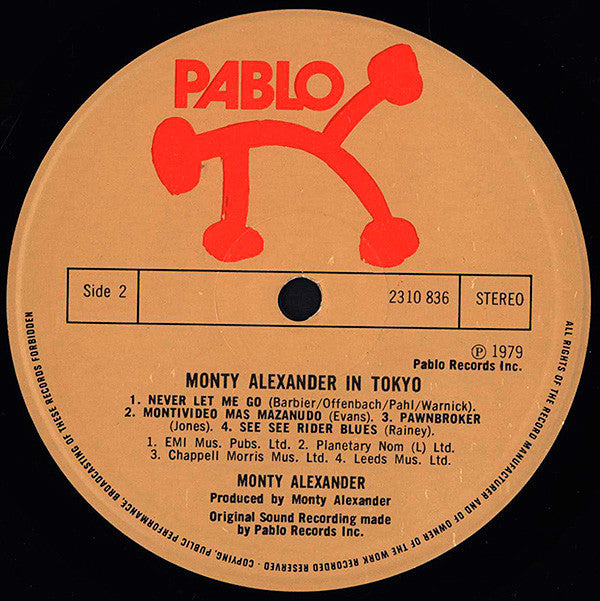 PABLO
Side 2
2310 836
STEREO
℗ 1979
Pablo Records Inc.
MONTY ALEXANDER IN TOKYO
1. NEVER LET ME GO (Barbier/Offenbach/Pahl/Warnick).
2. MONTIVIDEO MAS MAZANUDO (Evans). 3. PAWNBROKER
(Jones). 4. SEE SEE RIDER BLUES (Rainey).
1. EMI Mus. Pubs. Ltd. 2. Planetary Nom (L) Ltd.
3. Chappell Morris Mus. Ltd. 4. Leeds Mus. Ltd.
MONTY ALEXANDER
Produced by Monty Alexander
Original Sound Recording made
by Pablo Records Inc.
ALL RIGHTS OF THE RECORD MANUFACTURER AND OF OWNER OF THE WORK RECORDED RESERVED - COPYING, PUBLIC PERFORMANCE, BROADCASTING OF THESE RECORDS FORBIDDEN